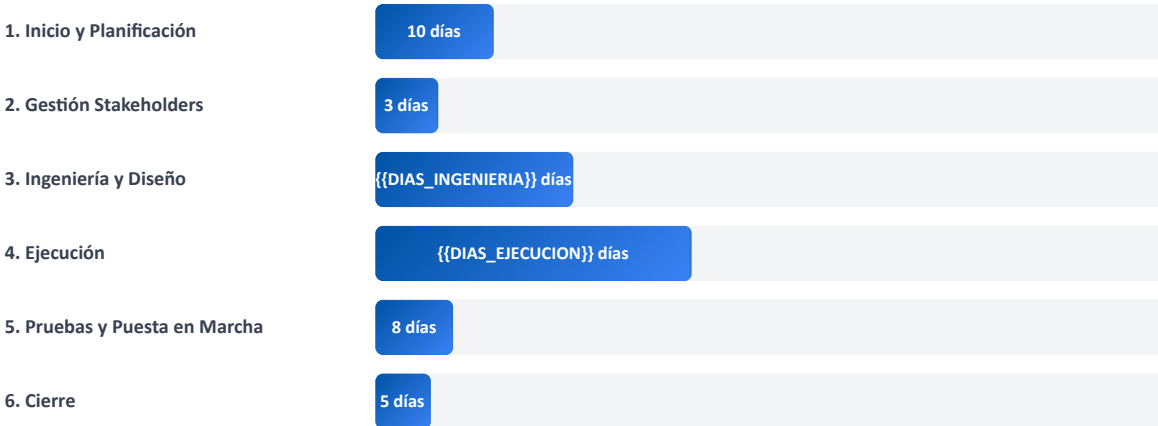 1. Inicio y Planificación
10 días
2. Gestión Stakeholders
3 días
3. Ingeniería y Diseño
{{DIAS_INGENIERIA}} días
4. Ejecución
{{DIAS_EJECUCION}} días
5. Pruebas y Puesta en Marcha
8 días
6. Cierre
5 días